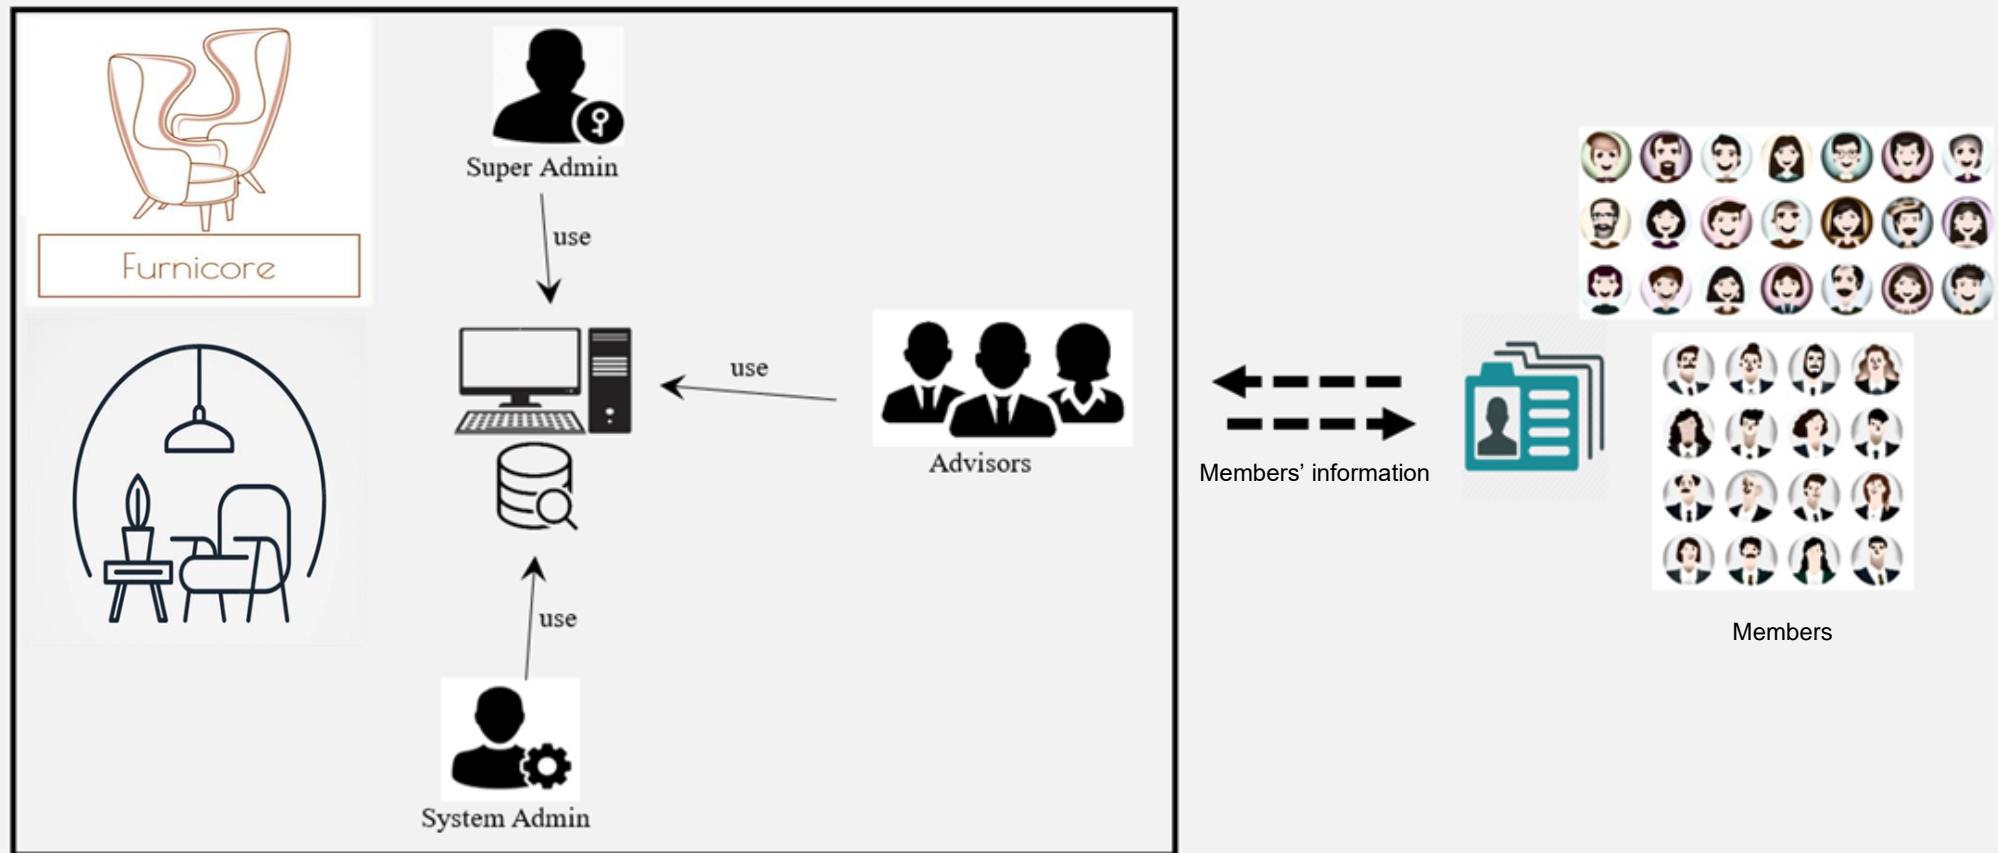 Super Admin
use
Furnicore
use
Advisors
Members' information
use
Members
System Admin